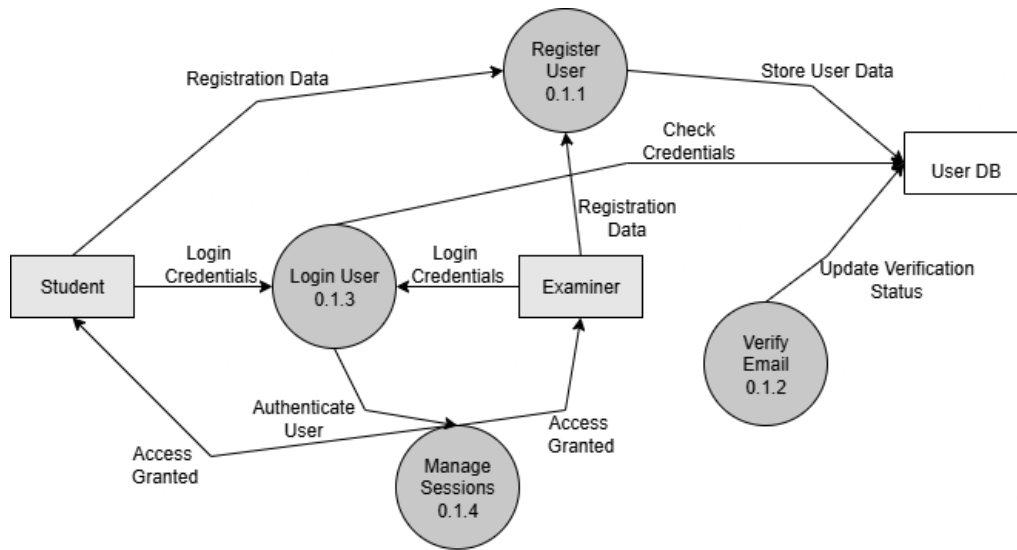 Register
User
0.1.1
Registration Data
Store User Data
Check
Credentials
User DB
Registration
Data
Login
Credentials
Login
Credentials
Student
Login User
0.1.3
Examiner
Update Verification
Status
Verify
Email
0.1.2
Authenticate
User
Access
Granted
Access
Granted
Manage
Sessions
0.1.4